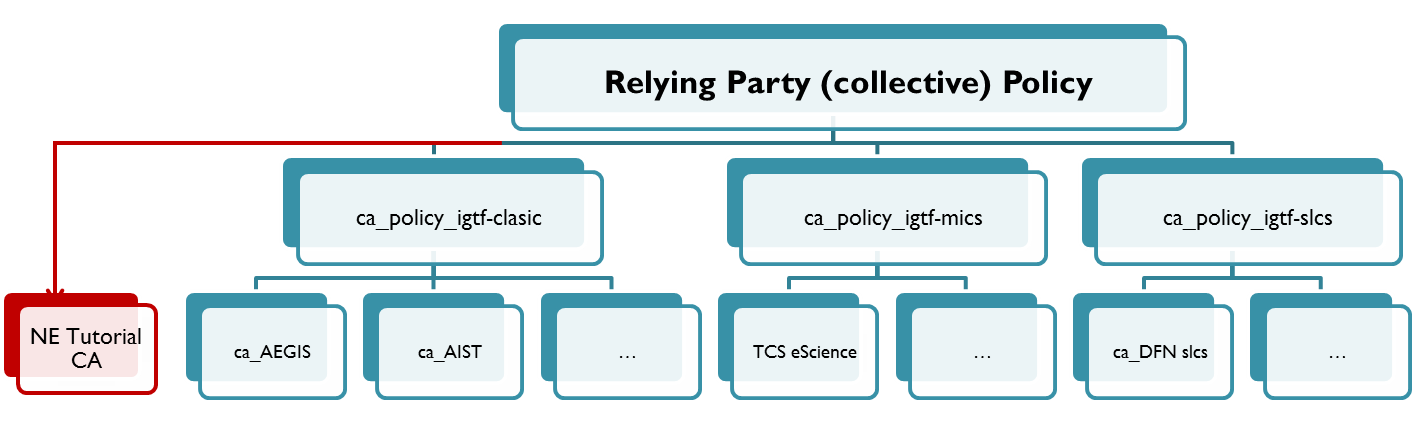 Relying Party (collective) Policy
ca_policy_igtf-clasic
ca_policy_igtf-mics
ca_policy_igtf-slcs
NE Tutorial
CA
ca_AEGIS
ca_AIST
…
TCS eScience
…
ca_DFN slcs
…